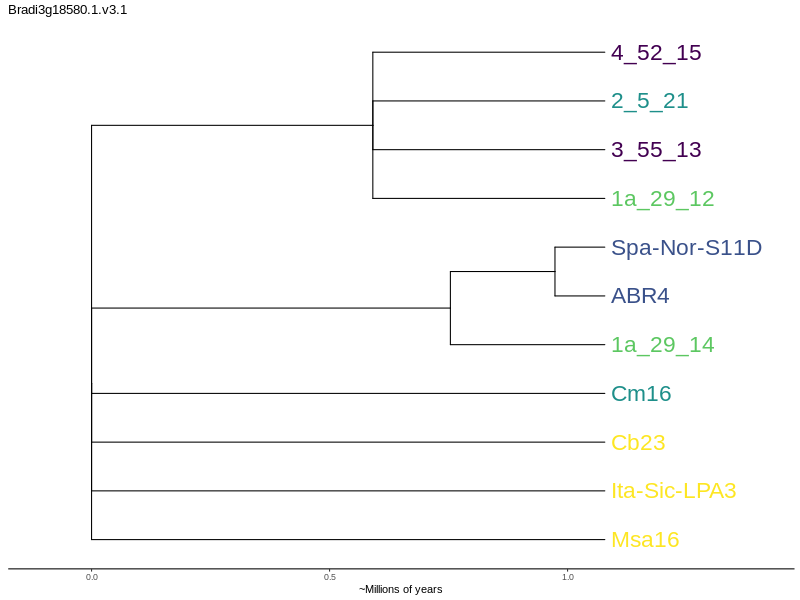 Bradi3g18580.1.v3.1
4_52_15
2_5_21
3_55_13
1a_29_12
Spa-Nor-S11D
ABR4
1a_29_14
Cm16
Cb23
Ita-Sic-LPA3
Msa16
0.0 0.5 1.0
~Millions of years